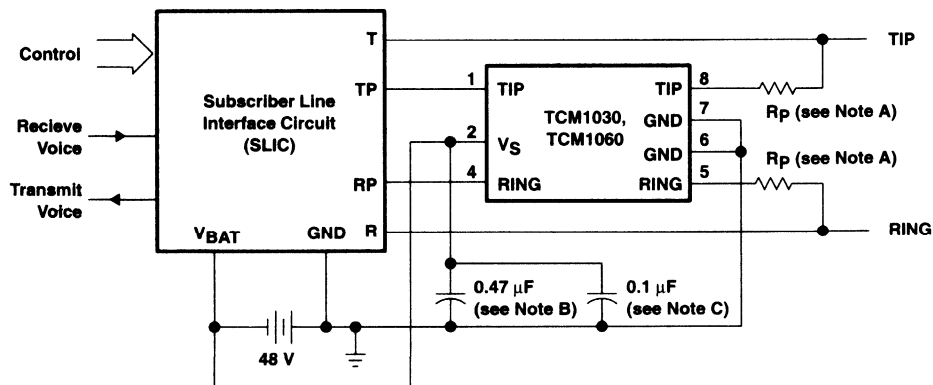 Control
Recieve
Voice
Transmit
Voice
Subscriber Line
Interface Circuit
(SLIC)
T
TP
RP
R
VBAT
GND
1
2
4
TIP
VS
RING
TCM1030,
TCM1060
TIP
GND
GND
RING
8
7
6
5
TIP
RP (see Note A)
RP (see Note A)
RING
0.47 μF
(see Note B)
0.1 μF
(see Note C)
48 V